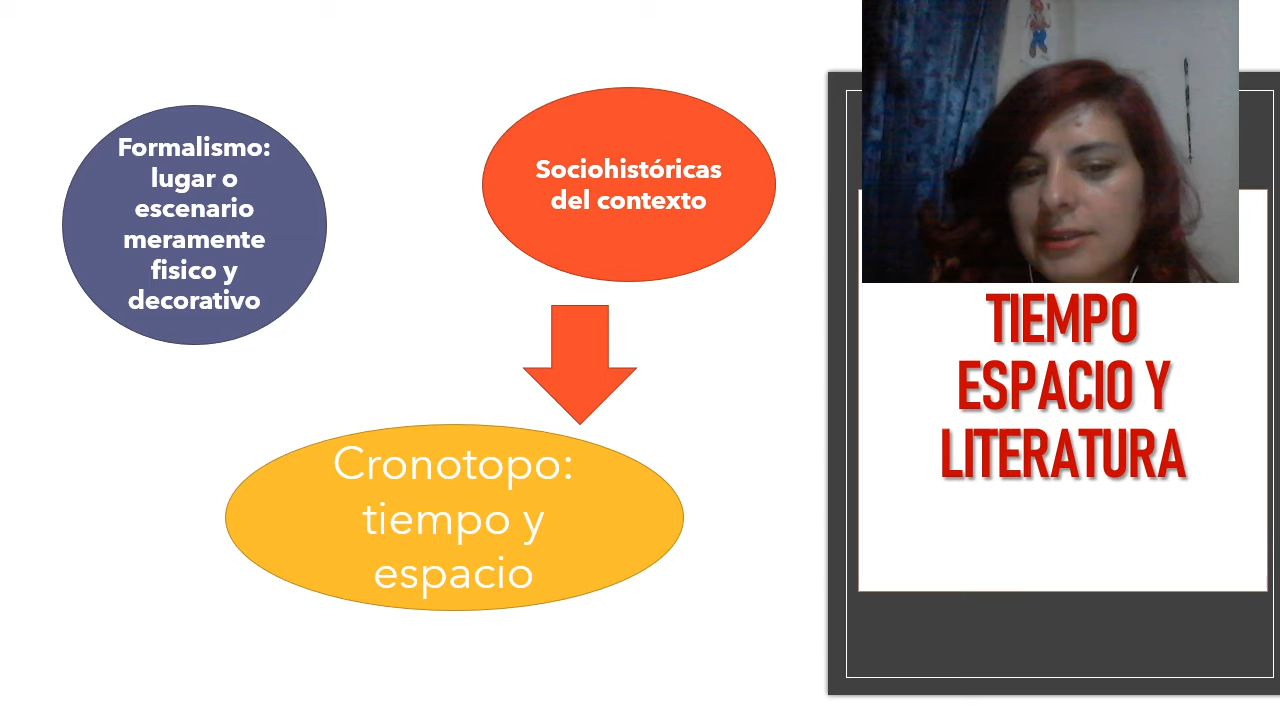 Formalismo:
lugar o
escenario
meramente
fisico y
decorativo
Sociohistóricas
del contexto
Cronotopo:
tiempo y
espacio
TIEMPO
ESPACIO Y
LITERATURA